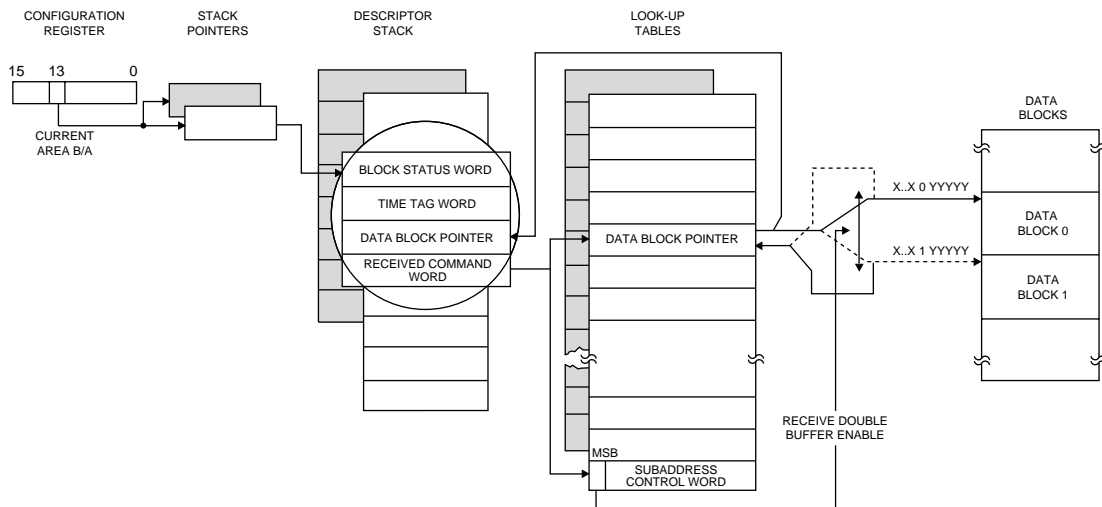 CONFIGURATION
REGISTER
STACK
POINTERS
DESCRIPTOR
STACK
LOOK-UP
TABLES
15 13 0
CURRENT
AREA B/A
BLOCK STATUS WORD
TIME TAG WORD
DATA BLOCK POINTER
RECEIVED COMMAND
WORD
DATA BLOCK POINTER
MSB
SUBADDRESS
CONTROL WORD
X..X 0 YYYYY
X..X 1 YYYYY
RECEIVE DOUBLE
BUFFER ENABLE
DATA
BLOCKS
DATA
BLOCK 0
DATA
BLOCK 1